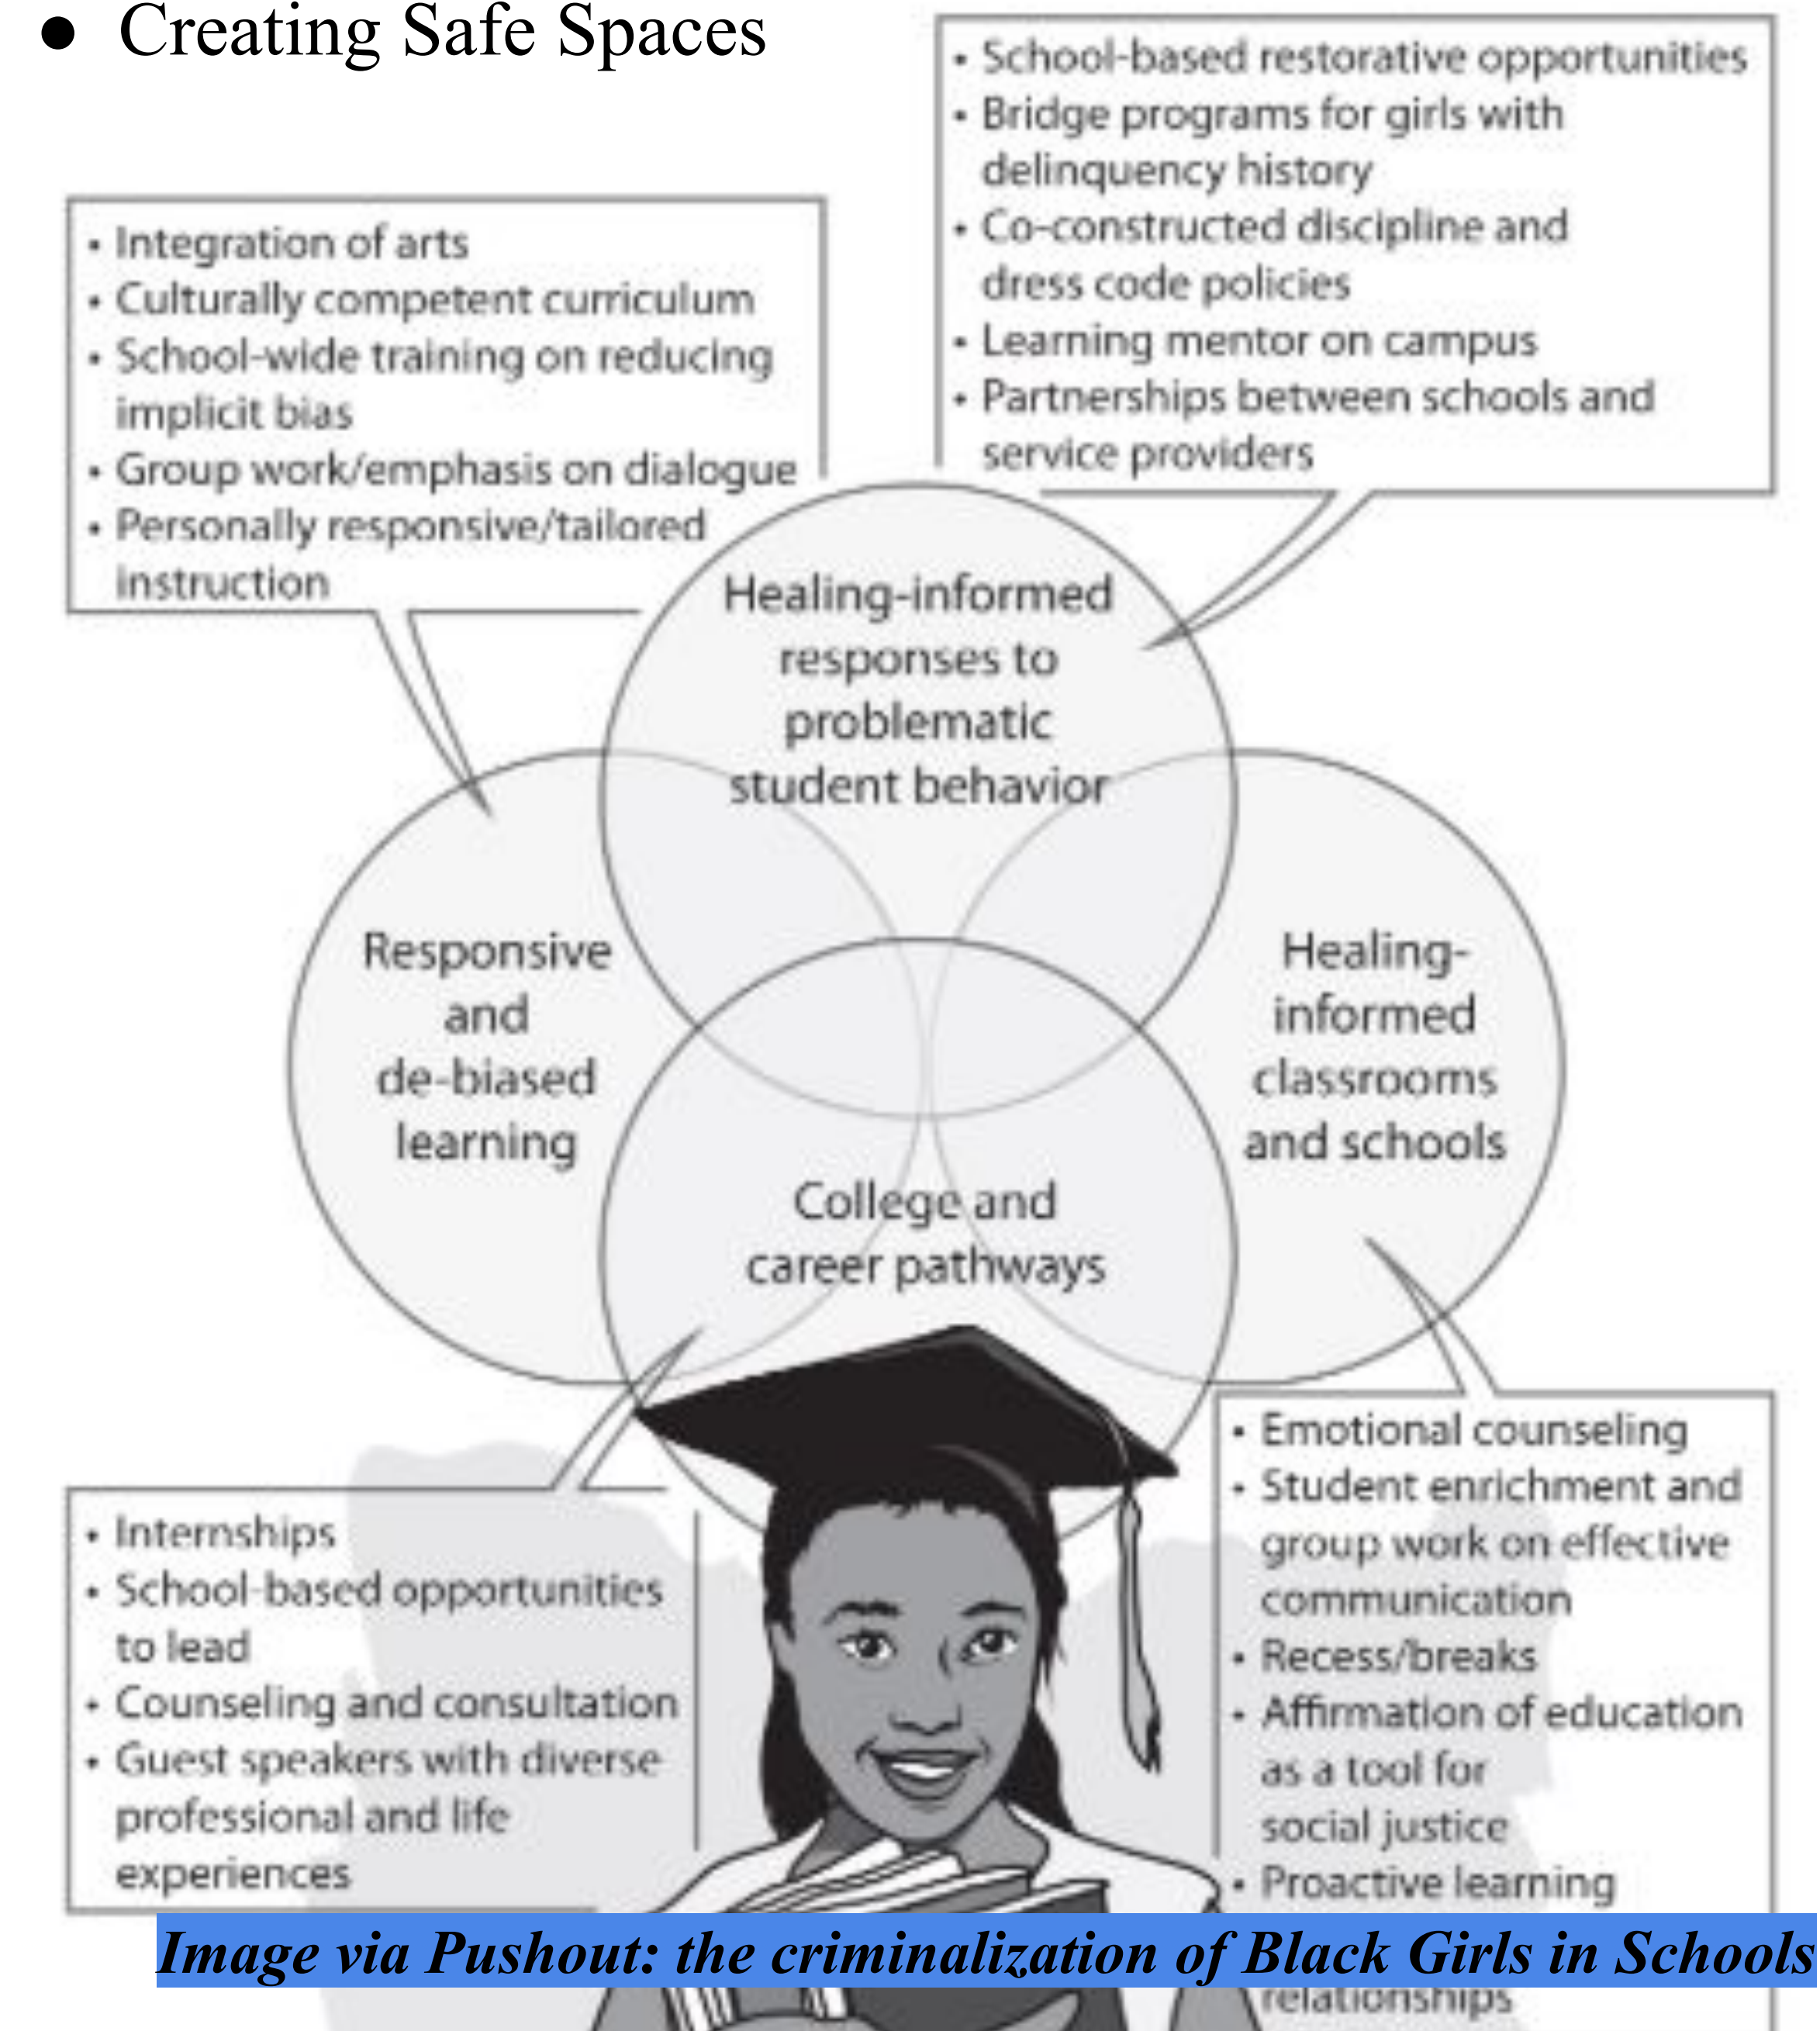 ● Creating Safe Spaces
• School-based restorative opportunities
• Bridge programs for girls with
delinquency history
• Co-constructed discipline and
dress code policies
• Learning mentor on campus
• Partnerships between schools and
service providers
• Integration of arts
• Culturally competent curriculum
• School-wide training on reducing
implicit bias
• Group work/emphasis on dialogue
• Personally responsive/tailored
instruction
Healing-informed
responses to
problematic
student behavior
Responsive
and
de-biased
learning
Healing-
informed
classrooms
and schools
College and
career pathways
• Internships
• School-based opportunities
to lead
• Counseling and consultation
• Guest speakers with diverse
professional and life
experiences
• Emotional counseling
• Student enrichment and
group work on effective
communication
• Recess/breaks
• Affirmation of education
as a tool for
social justice
• Proactive learning
Image via Pushout: the criminalization of Black Girls in Schools
relationships